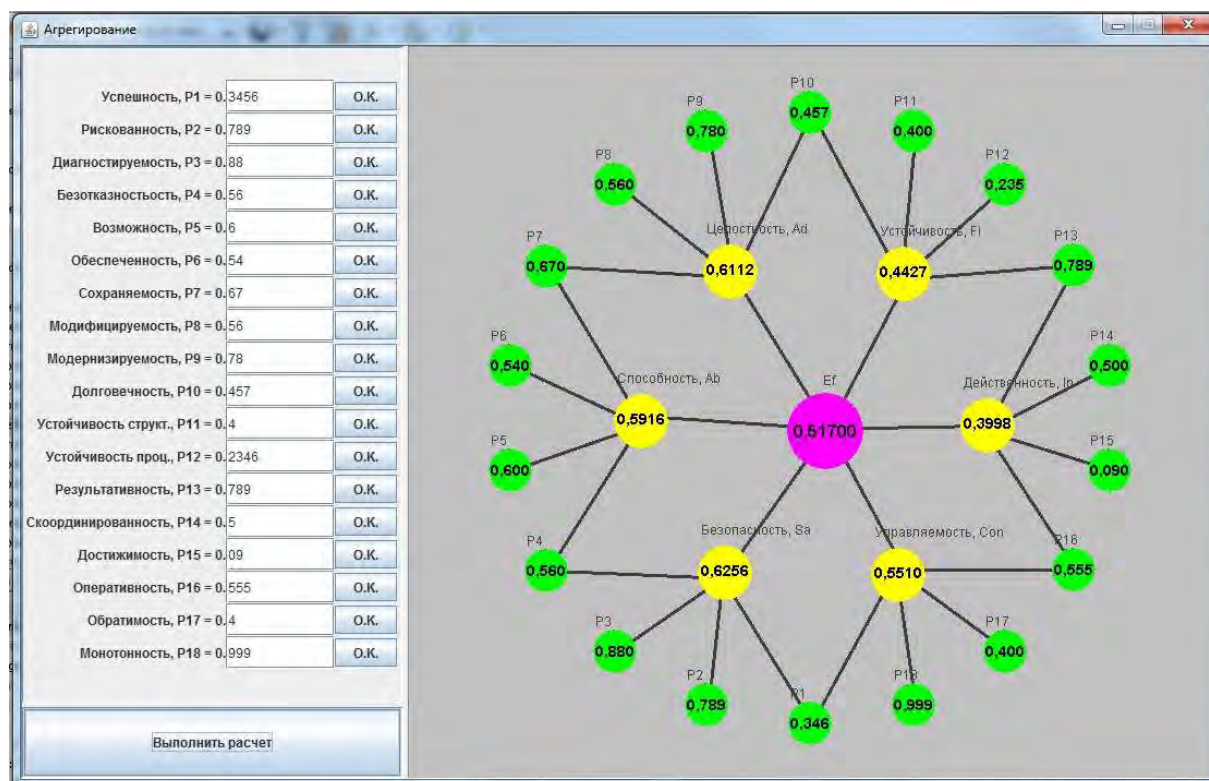 Агрегирование
Успешность, P1 = 0.3456 О.К.
Рискованность, P2 = 0.789 О.К.
Диагностируемость, P3 = 0.88 О.К.
Безотказностьость, P4 = 0.56 О.К.
Возможность, P5 = 0.6 О.К.
Обеспеченность, P6 = 0.54 О.К.
Сохраняемость, P7 = 0.67 О.К.
Модифицируемость, P8 = 0.56 О.К.
Модернизируемость, P9 = 0.78 О.К.
Долговечность, P10 = 0.457 О.К.
Устойчивость структ., P11 = 0.4 О.К.
Устойчивость проц., P12 = 0.2346 О.К.
Результативность, P13 = 0.789 О.К.
Скоординированность, P14 = 0.5 О.К.
Достижимость, P15 = 0.09 О.К.
Оперативность, P16 = 0.555 О.К.
Обратимость, P17 = 0.4 О.К.
Монотонность, P18 = 0.999 О.К.
Выполнить расчет
P10
0,457
P9
0,780
P11
0,400
P8
0,560
P12
0,235
Целостность, Ad
0,6112
Устойчивость, Fl
0,4427
P7
0,670
P13
0,789
P6
0,540
P14
0,500
Способность, Ab
0,5916
Ef
0,51700
Действенность, In
0,3998
P5
0,600
P15
0,090
Безопасность, Sa
0,6256
Управляемость, Con
0,5510
P4
0,560
P16
0,555
P3
0,880
P17
0,400
P2
0,789
P18
0,999
P1
0,346